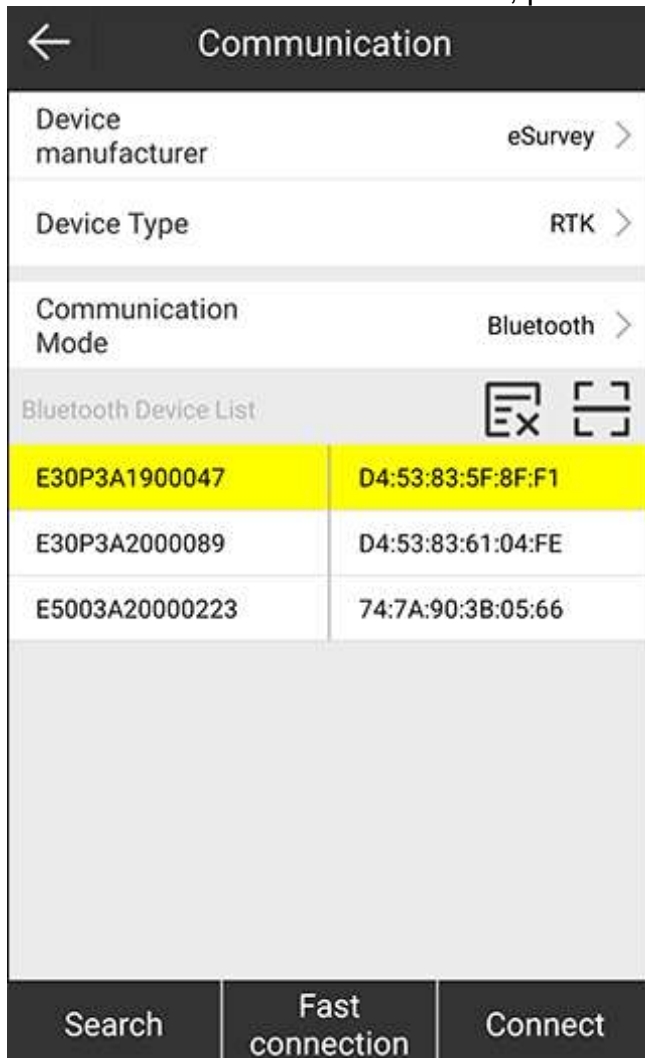 Communication
Device
manufacturer
eSurvey
Device Type
RTK
Communication
Mode
Bluetooth
Bluetooth Device List
E30P3A1900047 D4:53:83:5F:8F:F1
E30P3A2000089 D4:53:83:61:04:FE
E5003A20000223 74:7A:90:3B:05:66
Search
Fast
connection
Connect